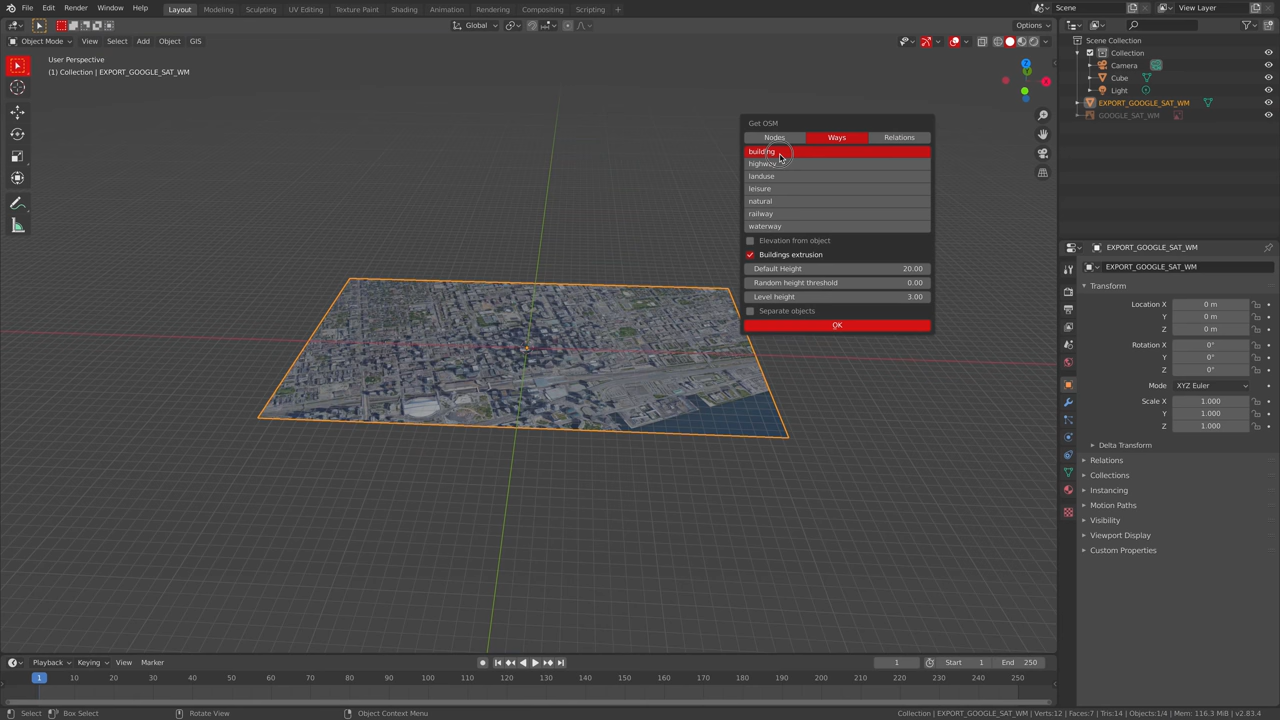 File Edit Render Window Help Layout Modeling Sculpting UV Editing Texture Paint Shading Animation Rendering Compositing Scripting + Scene View Layer
Global Options
Object Mode View Select Add Object GIS
User Perspective
(1) Collection | EXPORT_GOOGLE_SAT_WM
Get OSM
Nodes Ways Relations
building
highway
landuse
leisure
natural
railway
waterway
Elevation from object
Buildings extrusion
Default Height 20.00
Random height threshold 0.00
Level height 3.00
Separate objects
OK
Scene Collection
Collection
Camera
Cube
Light
EXPORT_GOOGLE_SAT_WM
GOOGLE_SAT_WM
EXPORT_GOOGLE_SAT_WM
EXPORT_GOOGLE_SAT_WM
Transform
Location X 0 m
Y 0 m
Z 0 m
Rotation X 0°
Y 0°
Z 0°
Mode XYZ Euler
Scale X 1.000
Y 1.000
Z 1.000
Delta Transform
Relations
Collections
Instancing
Motion Paths
Visibility
Viewport Display
Custom Properties
Playback Keying View Marker 1 Start 1 End 250
1 10 20 30 40 50 60 70 80 90 100 110 120 130 140 150 160 170 180 190 200 210 220 230 240 250
Select Box Select Rotate View Object Context Menu Collection | EXPORT_GOOGLE_SAT_WM | Verts:12 | Faces:7 | Tris:14 | Objects:1/4 | Mem: 116.3 MiB | v2.83.4